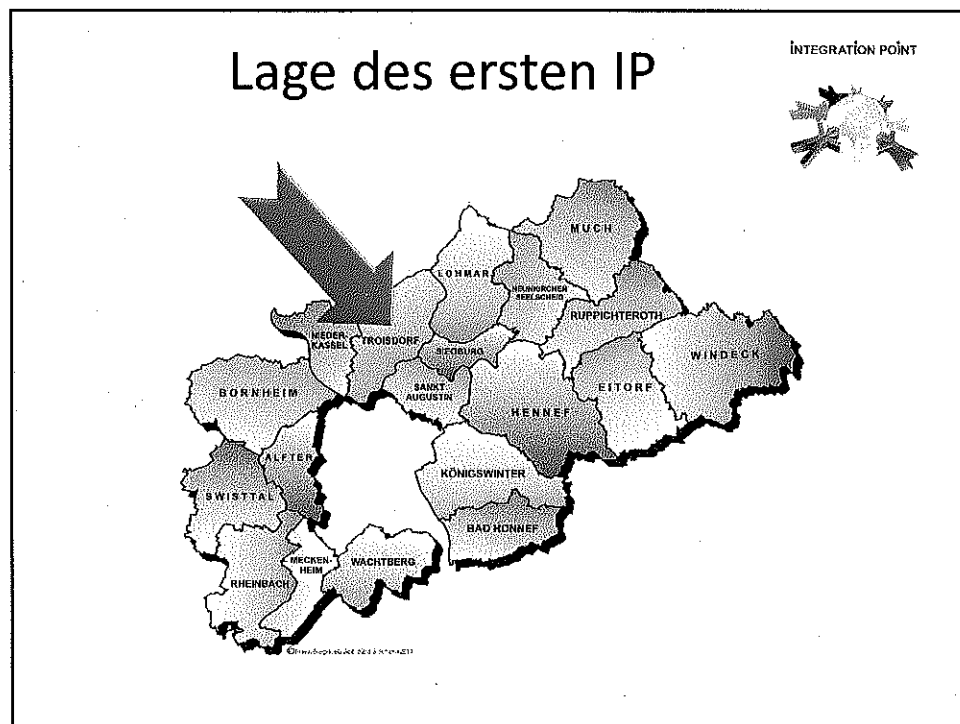 Lage des ersten IP
INTEGRATION POINT
MUCH
LOHMAR
NEUNKIRCHEN
SEELSCHEID
RUPPICHTEROTH
NIEDER-
KASSEL
TROISDORF
SIEGBURG
WINDECK
SANKT
AUGUSTIN
EITORF
BORNHEIM
HENNEF
ALFTER
KÖNIGSWINTER
SWISTTAL
BAD HONNEF
MECKEN-
HEIM
WACHTBERG
RHEINBACH